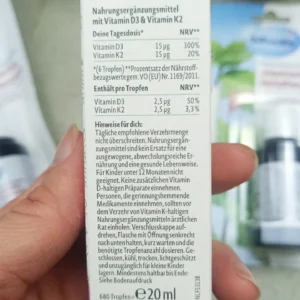 Nahrungsergänzungsmittel
mit Vitamin D3 & Vitamin K2
Deine Tagesdosis* NRV**
Vitamin D3 15 µg 300%
Vitamin K2 15 µg 20%
*(6 Tropfen) **Prozentsatz der Nährstoff-
bezugswerte gem. VO (EU) Nr. 1169/2011.
Enthält pro Tropfen NRV**
Vitamin D3 2,5 µg 50%
Vitamin K2 2,5 µg 3,3%
Hinweise für dich:
Tägliche empfohlene Verzehrmenge
nicht überschreiten. Nahrungsergän-
zungsmittel sind kein Ersatz für eine
ausgewogene, abwechslungsreiche Er-
nährung und eine gesunde Lebensweise.
Für Kinder unter 12 Monaten nicht
geeignet. Keine zusätzlichen Vitamin
D-haltigen Präparate einnehmen.
Personen, die gerinnungshemmende
Medikamente einnehmen, sollten vor
dem Verzehr von Vitamin K-haltigen
Nahrungsergänzungsmitteln ärztlichen
Rat einholen. Verschlusskappe auf-
drehen, Flasche mit Öffnung senkrecht
nach unten halten, kurz warten und die
benötigte Tropfenanzahl dosieren. Ge-
schlossen, kühl, trocken, lichtgeschützt
und unzugänglich für kleine Kinder
lagern. Mindestens haltbar bis Ende:
Siehe Bodenaufdruck
680 Tropfen = 20 ml